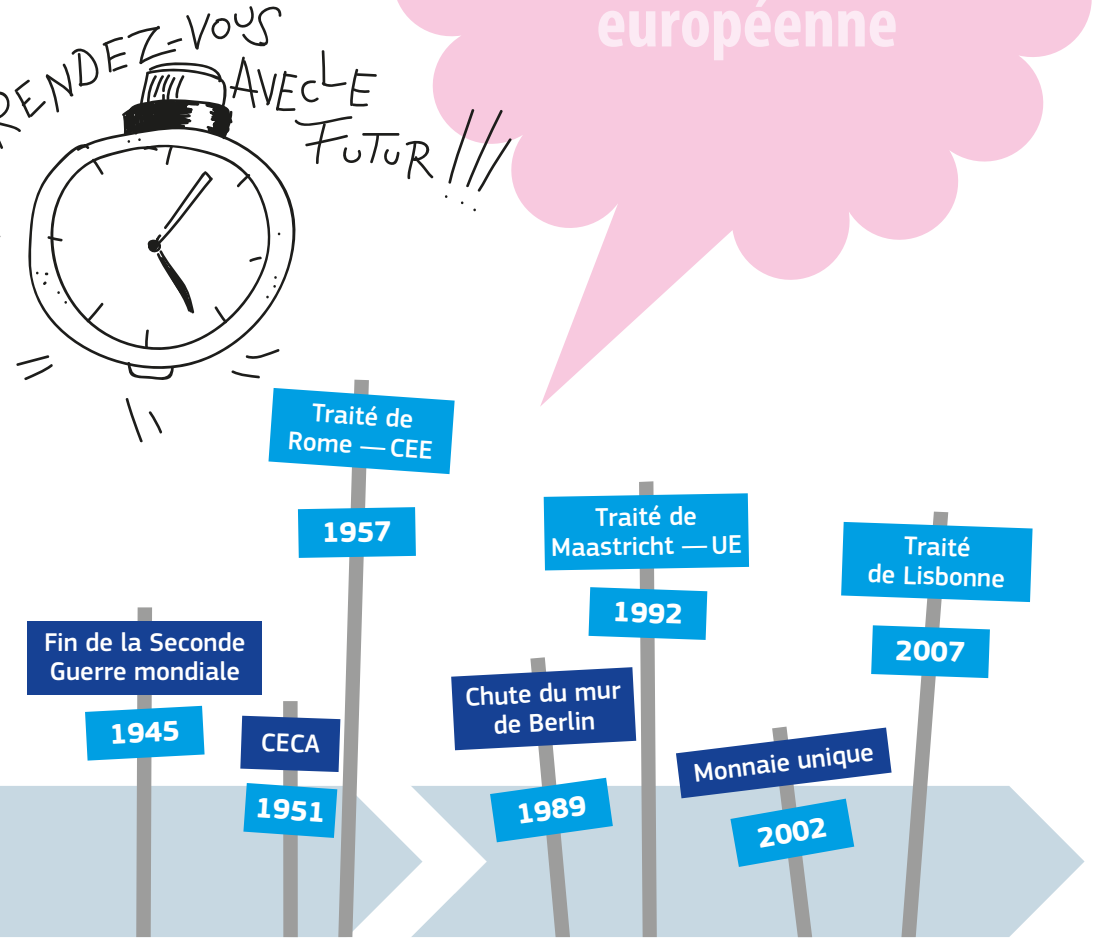 européenne
RENDEZ-VOUS
AVEC LE
FUTUR !!!
...
Traité de
Rome — CEE
1957
Traité de
Maastricht — UE
1992
Traité
de Lisbonne
2007
Fin de la Seconde
Guerre mondiale
1945
CECA
1951
Chute du mur
de Berlin
1989
Monnaie unique
2002